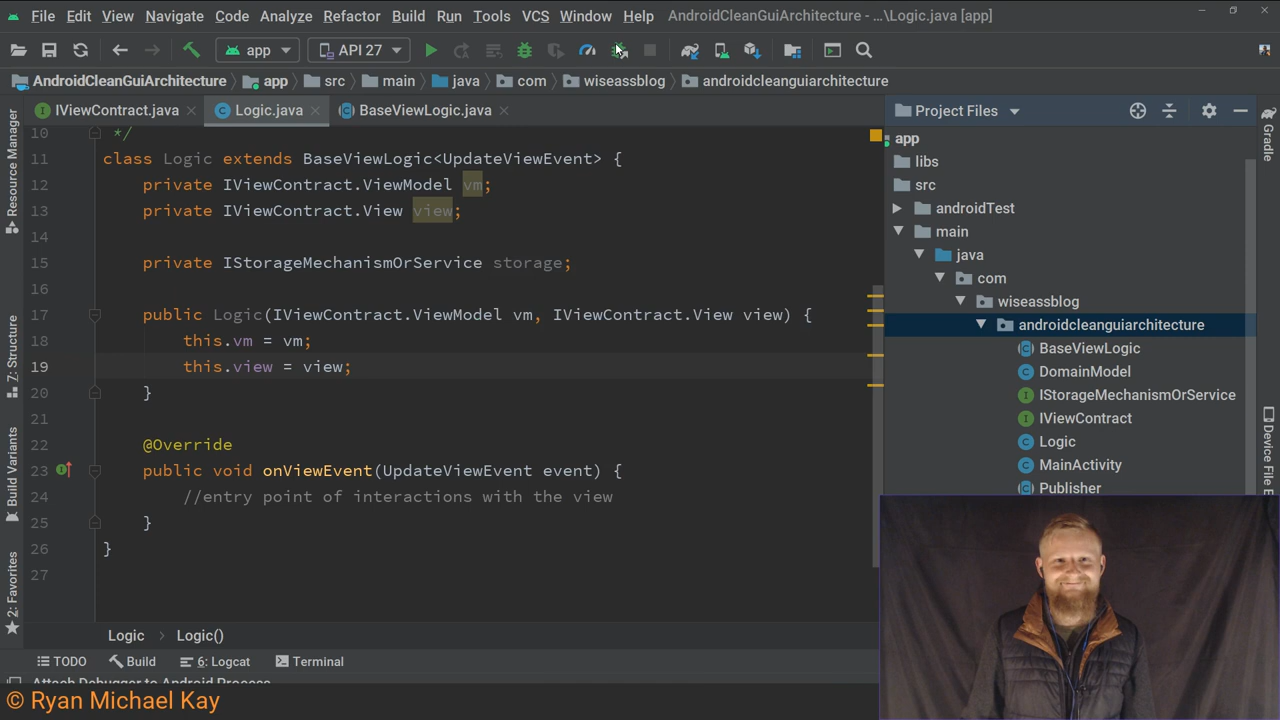 File Edit View Navigate Code Analyze Refactor Build Run Tools VCS Window Help AndroidCleanGuiArchitecture - ...\Logic.java [app]
app API 27
AndroidCleanGuiArchitecture app src main java com wiseassblog androidcleanguiarchitecture
IViewContract.java Logic.java BaseViewLogic.java
Project Files
Resource Manager
7: Structure
Build Variants
2: Favorites
10 */
11 class Logic extends BaseViewLogic<UpdateViewEvent> {
12 private IViewContract.ViewModel vm;
13 private IViewContract.View view;
14
15 private IStorageMechanismOrService storage;
16
17 public Logic(IViewContract.ViewModel vm, IViewContract.View view) {
18 this.vm = vm;
19 this.view = view;
20 }
21
22 @Override
23 public void onViewEvent(UpdateViewEvent event) {
24 //entry point of interactions with the view
25 }
26 }
27
app
libs
src
androidTest
main
java
com
wiseassblog
androidcleanguiarchitecture
BaseViewLogic
DomainModel
IStorageMechanismOrService
IViewContract
Logic
MainActivity
Publisher
Gradle
Device File E
Logic Logic()
TODO Build 6: Logcat Terminal
Attach Debugger to Android Process
© Ryan Michael Kay